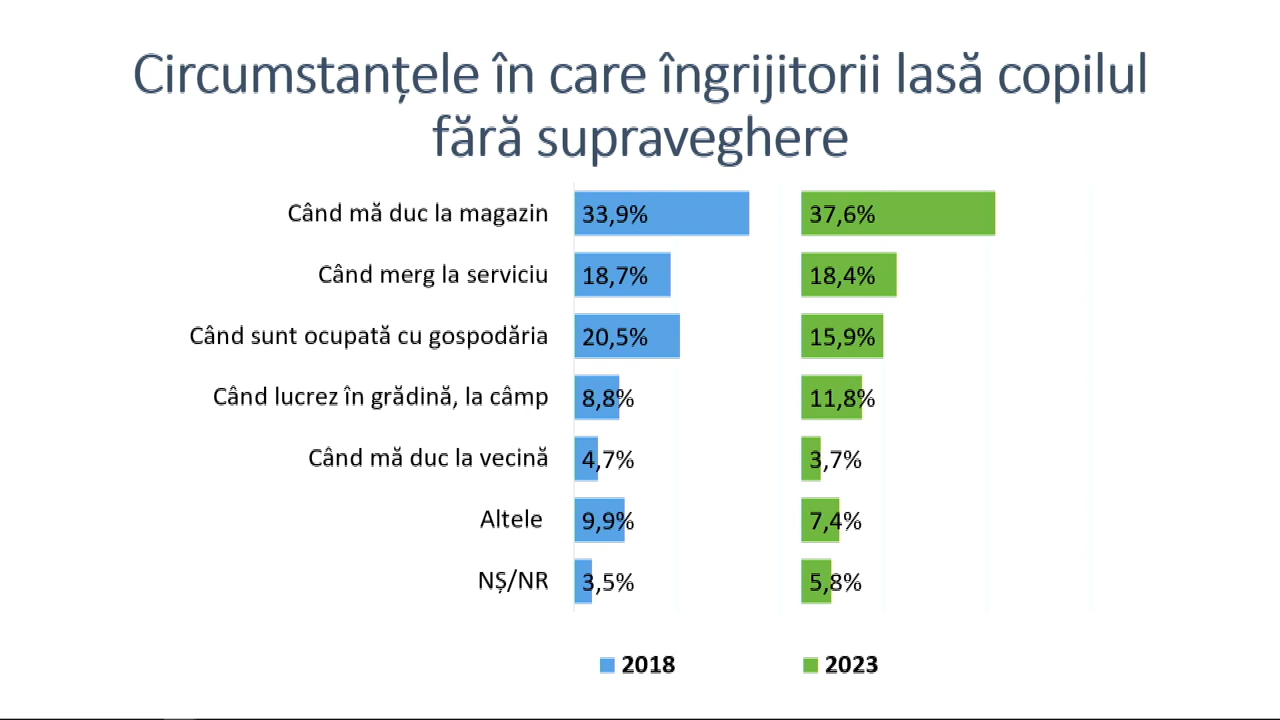 Circumstanțele în care îngrijitorii lasă copilul
fără supraveghere
Când mă duc la magazin 33,9% 37,6%
Când merg la serviciu 18,7% 18,4%
Când sunt ocupată cu gospodăria 20,5% 15,9%
Când lucrez în grădină, la câmp 8,8% 11,8%
Când mă duc la vecină 4,7% 3,7%
Altele 9,9% 7,4%
NȘ/NR 3,5% 5,8%
2018 2023